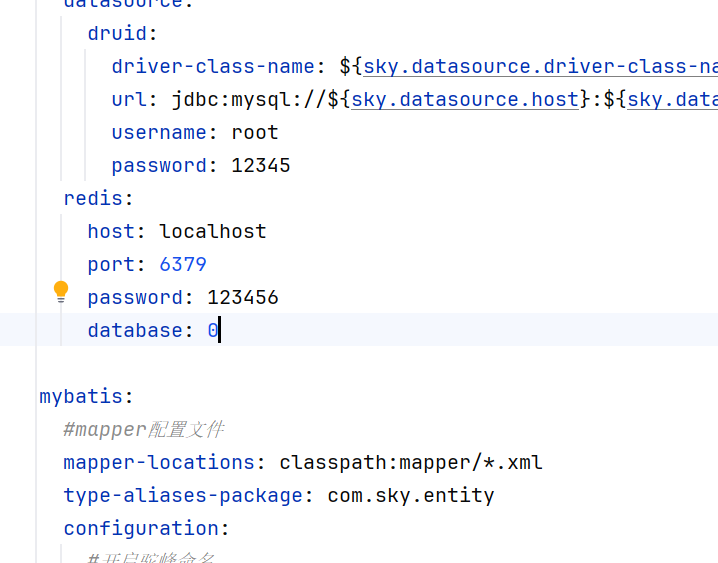 datasource:
druid:
driver-class-name: ${sky.datasource.driver-class-na
url: jdbc:mysql://${sky.datasource.host}:${sky.data
username: root
password: 12345
redis:
host: localhost
port: 6379
password: 123456
database: 0
mybatis:
#mapper配置文件
mapper-locations: classpath:mapper/*.xml
type-aliases-package: com.sky.entity
configuration:
#开启驼峰命名